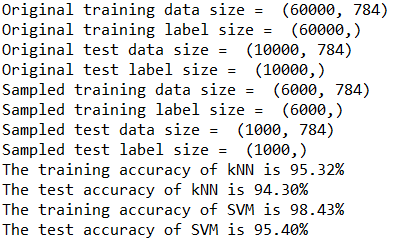 Original training data size =  (60000, 784)
Original training label size =  (60000,)
Original test data size =  (10000, 784)
Original test label size =  (10000,)
Sampled training data size =  (6000, 784)
Sampled training label size =  (6000,)
Sampled test data size =  (1000, 784)
Sampled test label size =  (1000,)
The training accuracy of kNN is 95.32%
The test accuracy of kNN is 94.30%
The training accuracy of SVM is 98.43%
The test accuracy of SVM is 95.40%